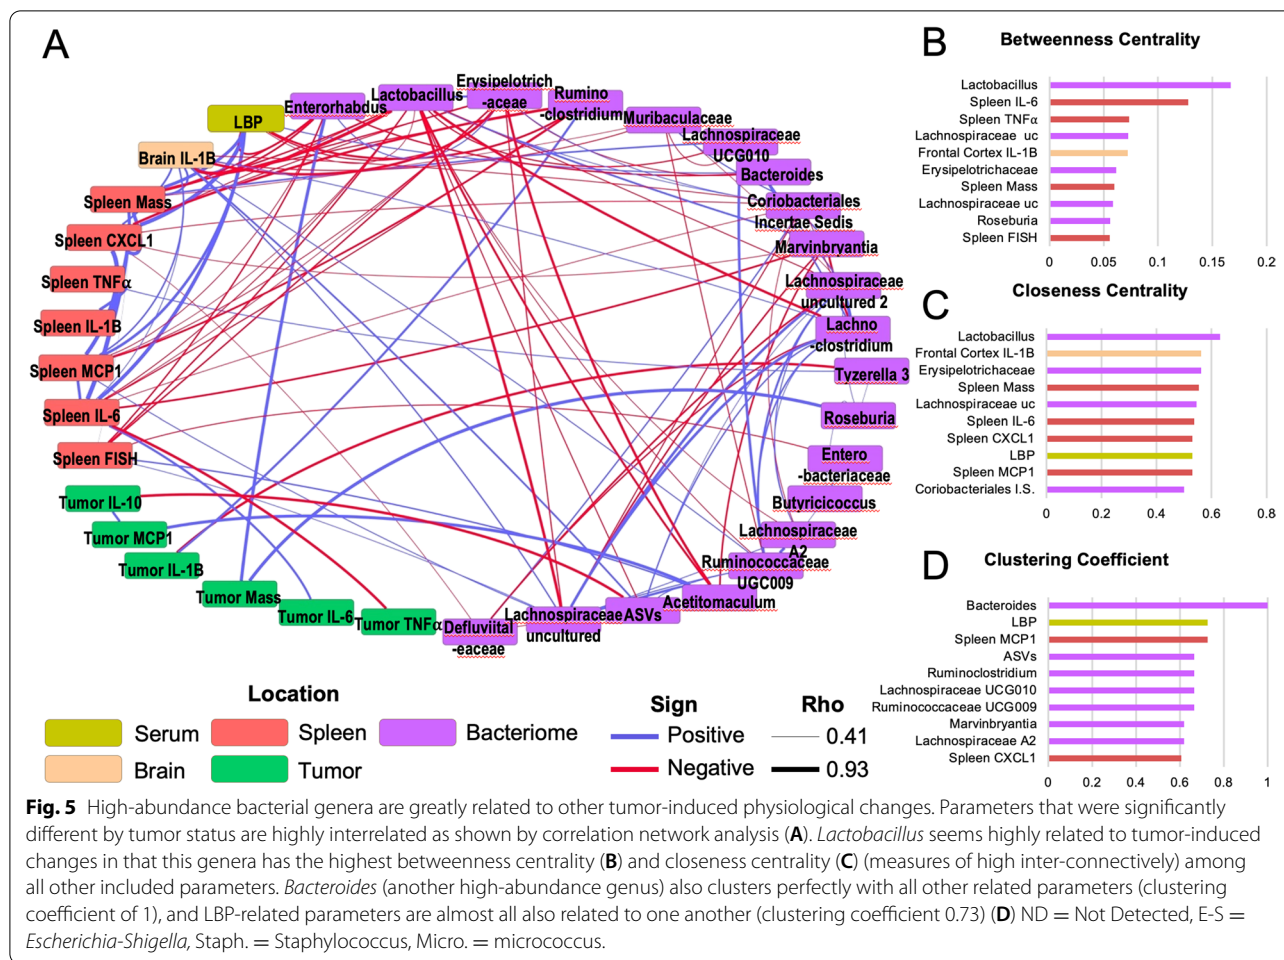 A
LBP
Enterorhabdus
Lactobacillus
Erysipelotrich
-aceae
Rumino
-clostridium
Muribaculaceae
Lachnospiraceae
UCG010
Bacteroides
Coriobacteriales
Incertae Sedis
Marvinbryantia
Lachnospiraceae
uncultured 2
Lachno
-clostridium
Tyzerella 3
Roseburia
Entero
-bacteriaceae
Butyricicoccus
Lachnospiraceae
A2
Ruminococcaceae
UGC009
Acetitomaculum
ASVs
Lachnospiraceae
uncultured
Defluviital
-eaceae
Tumor TNFα
Tumor IL-6
Tumor Mass
Tumor IL-1B
Tumor MCP1
Tumor IL-10
Spleen FISH
Spleen IL-6
Spleen MCP1
Spleen IL-1B
Spleen TNFα
Spleen CXCL1
Spleen Mass
Brain IL-1B
Location
Serum
Spleen
Bacteriome
Brain
Tumor
Sign
Positive
Negative
Rho
0.41
0.93
B
Betweenness Centrality
Lactobacillus
Spleen IL-6
Spleen TNFα
Lachnospiraceae uc
Frontal Cortex IL-1B
Erysipelotrichaceae
Spleen Mass
Lachnospiraceae uc
Roseburia
Spleen FISH
0 0.05 0.1 0.15 0.2
C
Closeness Centrality
Lactobacillus
Frontal Cortex IL-1B
Erysipelotrichaceae
Spleen Mass
Lachnospiraceae uc
Spleen IL-6
Spleen CXCL1
LBP
Spleen MCP1
Coriobacteriales I.S.
0 0.2 0.4 0.6 0.8
D
Clustering Coefficient
Bacteroides
LBP
Spleen MCP1
ASVs
Ruminoclostridium
Lachnospiraceae UCG010
Ruminococcaceae UCG009
Marvinbryantia
Lachnospiraceae A2
Spleen CXCL1
0 0.2 0.4 0.6 0.8 1
Fig. 5 High-abundance bacterial genera are greatly related to other tumor-induced physiological changes. Parameters that were significantly
different by tumor status are highly interrelated as shown by correlation network analysis (A). Lactobacillus seems highly related to tumor-induced
changes in that this genera has the highest betweenness centrality (B) and closeness centrality (C) (measures of high inter-connectively) among
all other included parameters. Bacteroides (another high-abundance genus) also clusters perfectly with all other related parameters (clustering
coefficient of 1), and LBP-related parameters are almost all also related to one another (clustering coefficient 0.73) (D) ND = Not Detected, E-S =
Escherichia-Shigella, Staph. = Staphylococcus, Micro. = micrococcus.